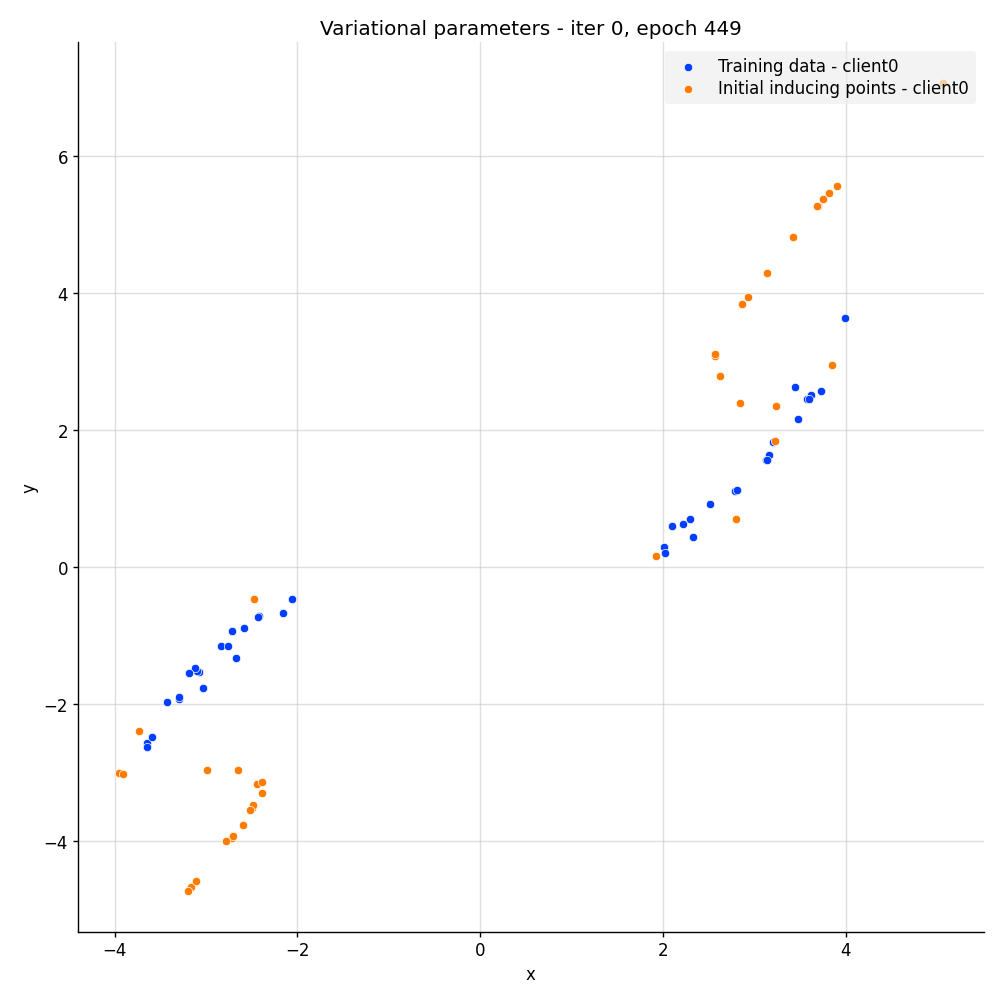 Variational parameters - iter 0, epoch 449
Training data - client0
Initial inducing points - client0
6
4
2
0
−2
−4
y
−4 −2 0 2 4
x